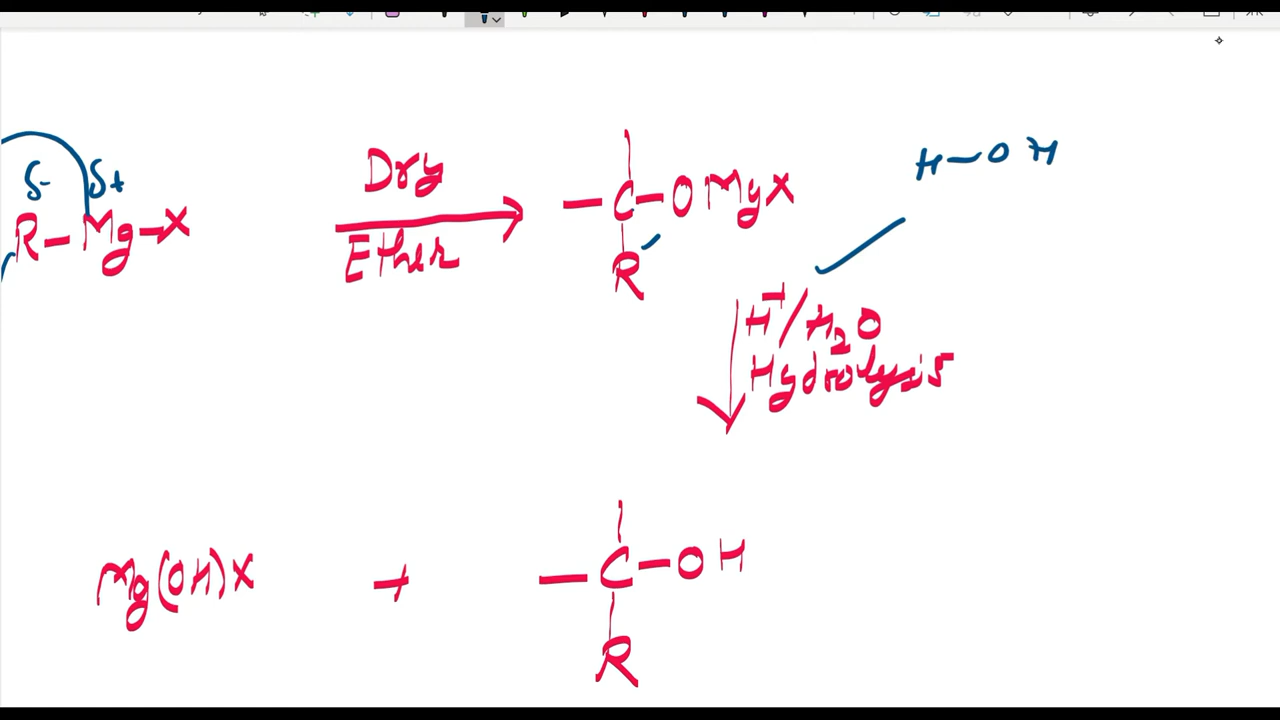 δ- δ+
R-Mg-X
Dry
Ether
-C-OMgX
R
H-OH
H+/H2O
Hydrolysis
Mg(OH)X + -C-OH
R